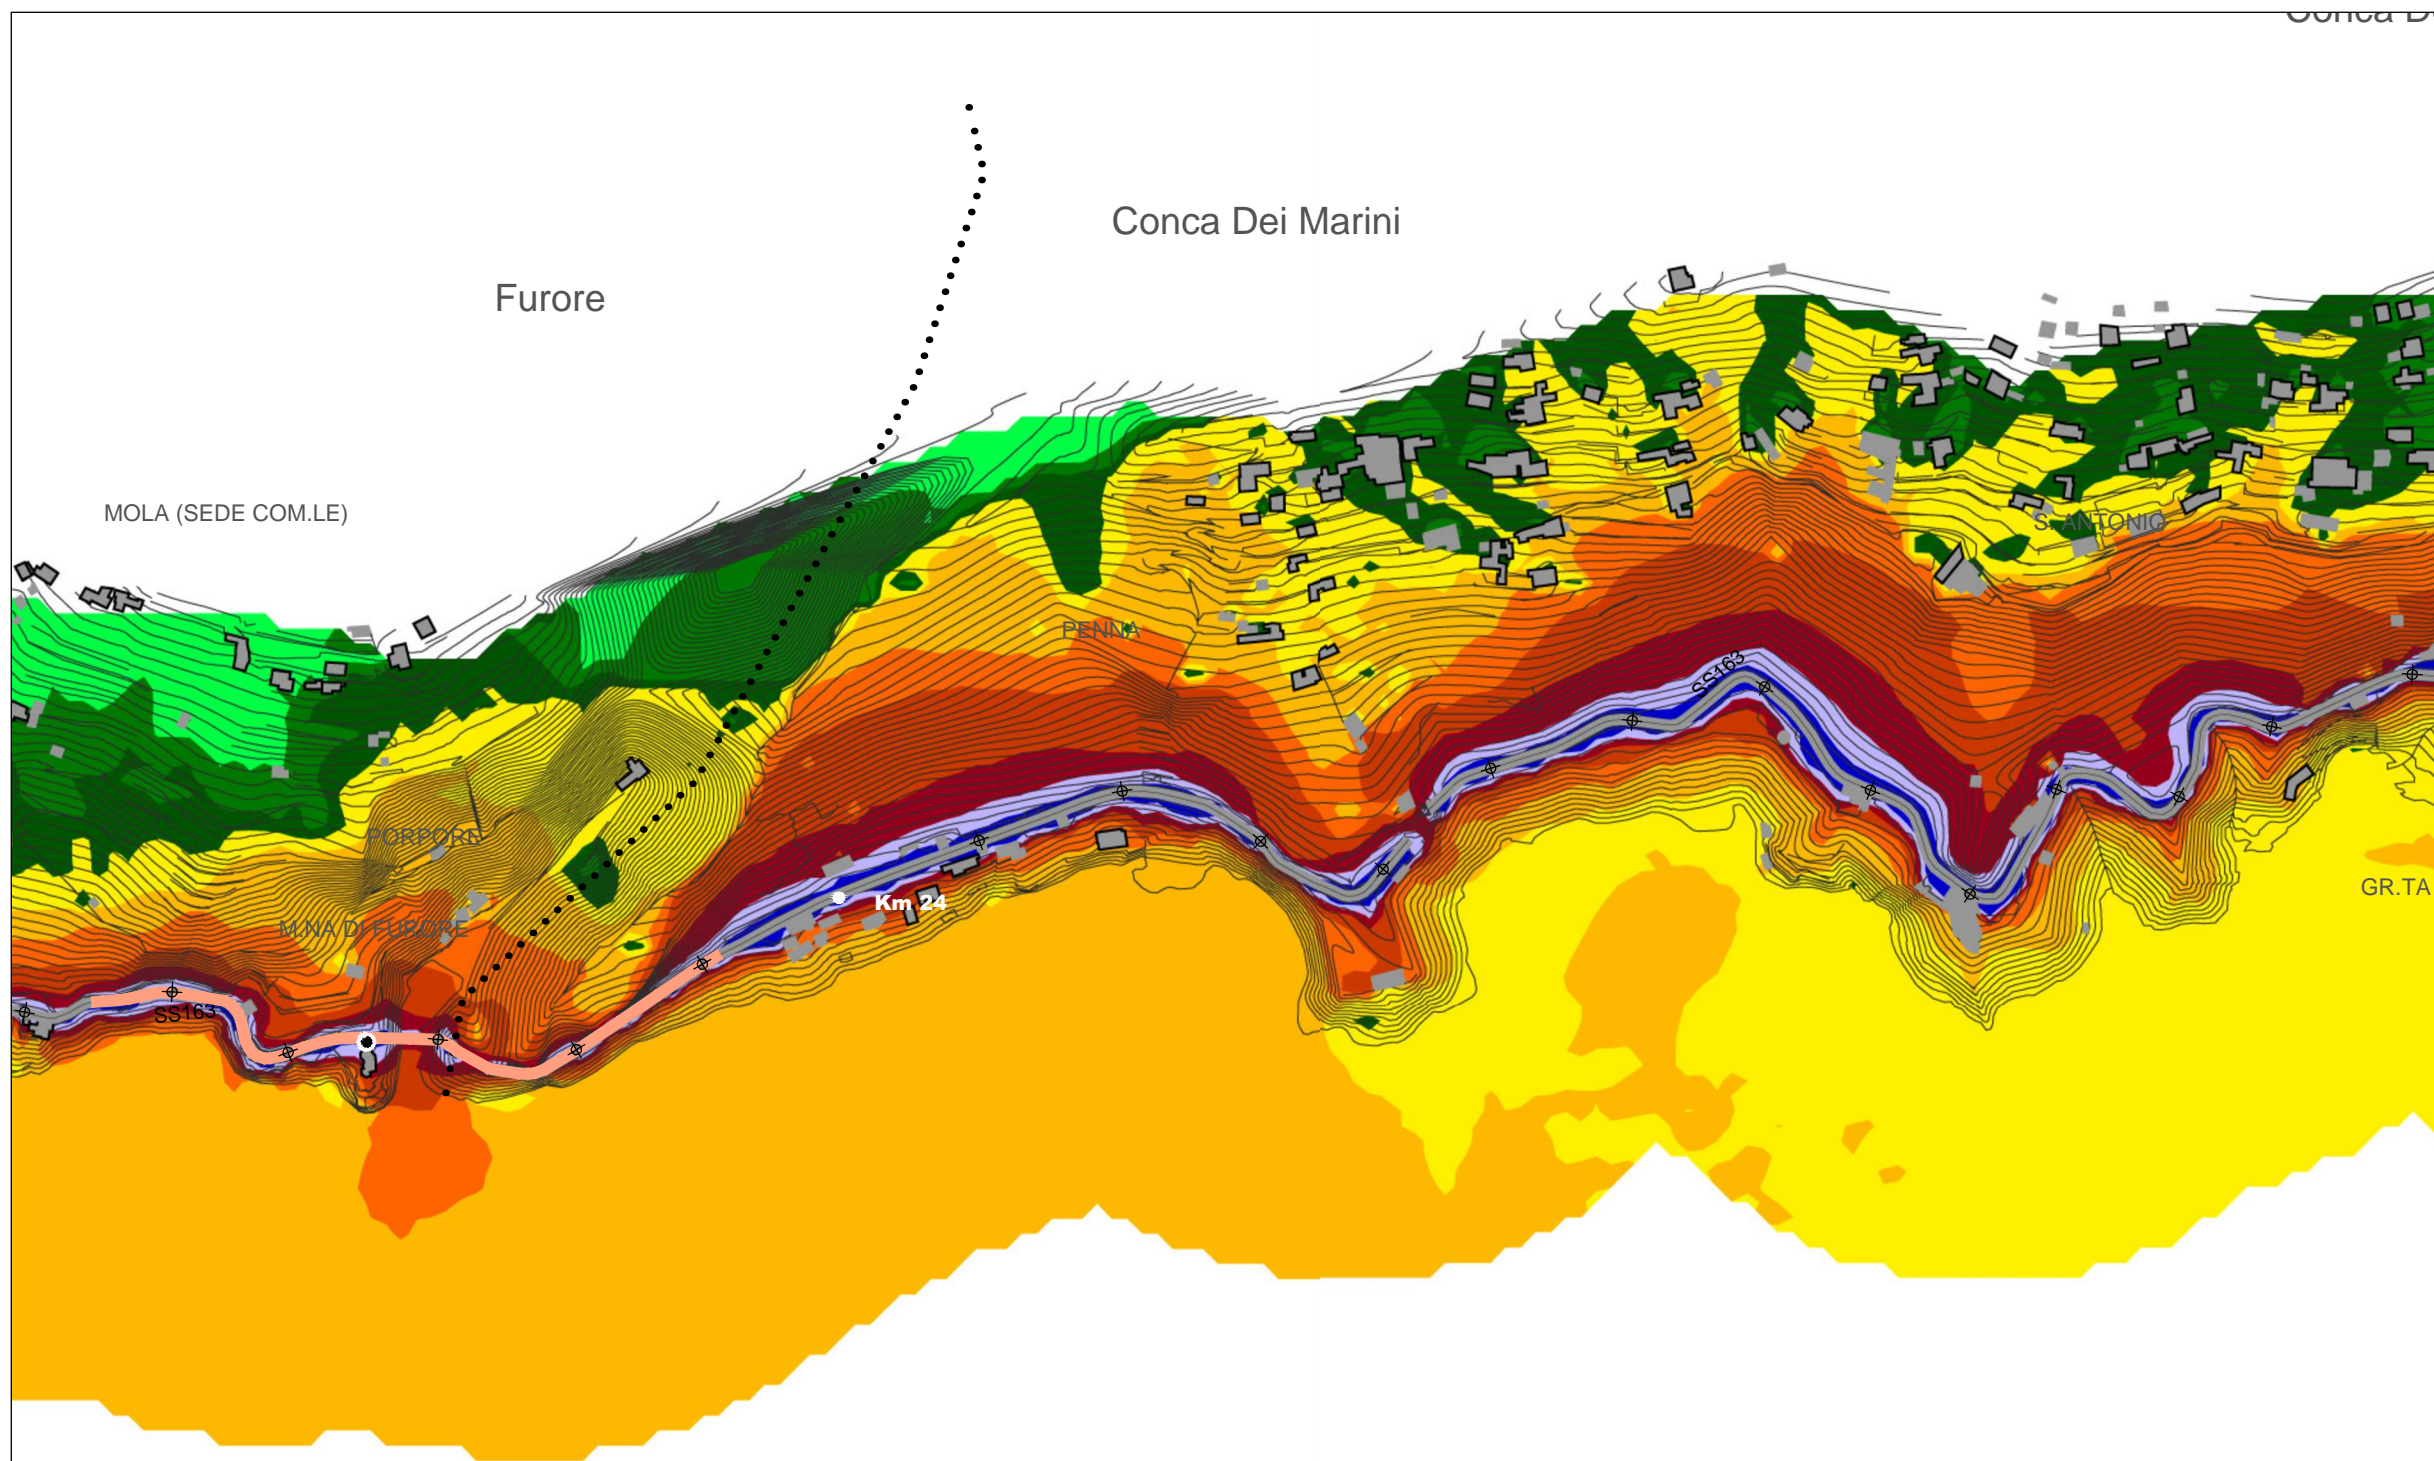 Conca D
Conca Dei Marini
Furore
MOLA (SEDE COM.LE)
S. ANTONIO
PENNA
SS163
PORPORE
GR.TA
Km 24
M.NA DI FURORE
SS163